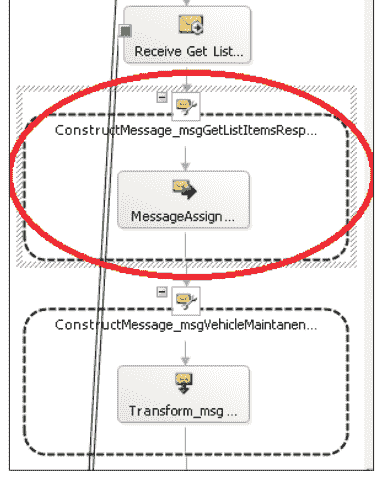 Receive Get List...
ConstructMessage_msgGetListItemsResp...
MessageAssign ...
ConstructMessage_msgVehicleMaintanen...
Transform_msg ...